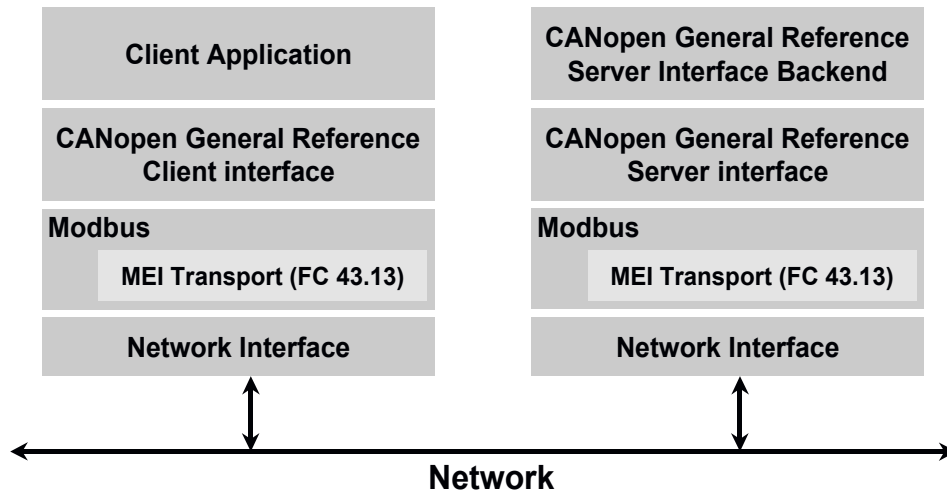 Client Application
CANopen General Reference
Client interface
Modbus
MEI Transport (FC 43.13)
Network Interface
CANopen General Reference
Server Interface Backend
CANopen General Reference
Server interface
Modbus
MEI Transport (FC 43.13)
Network Interface
Network